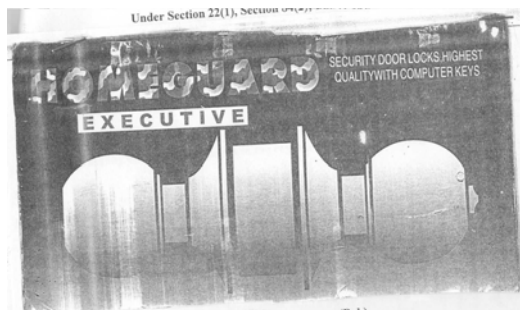 Under Section 22(1), Section
HOMEGUARD
EXECUTIVE
SECURITY DOOR LOCKS.HIGHEST
QUALITYWITH COMPUTER KEYS